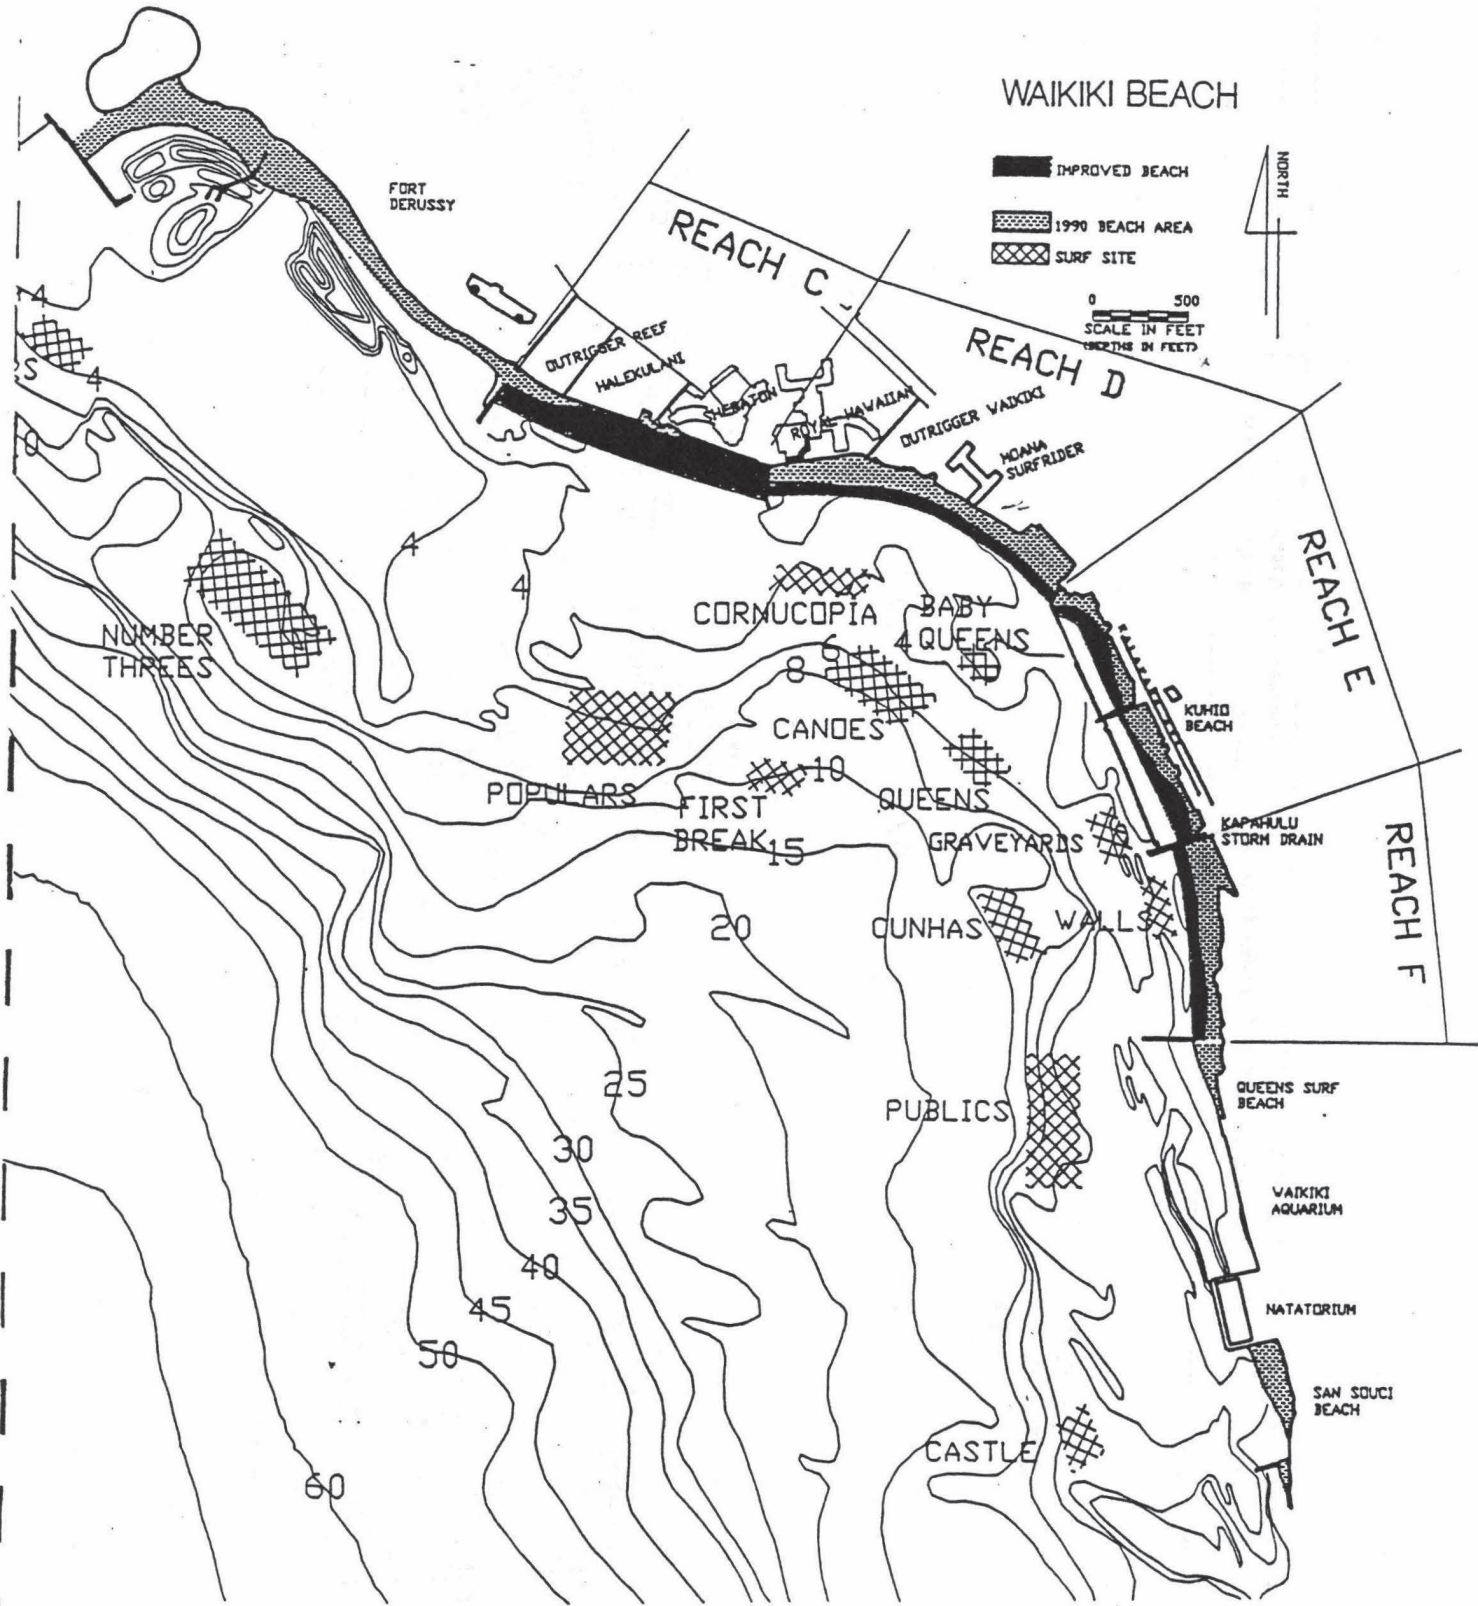 WAIKIKI BEACH
IMPROVED BEACH
1990 BEACH AREA
SURF SITE
NORTH
0 500
SCALE IN FEET
(DEPTHS IN FEET)
FORT
DERUSSY
REACH C
REACH D
REACH E
REACH F
OUTRIGGER REEF
HALEKULANI
SHERATON
ROYAL HAWAIIAN
OUTRIGGER WAIKIKI
MOANA
SURFRIDER
KUHIO
BEACH
KAPAHULU
STORM DRAIN
QUEENS SURF
BEACH
WAIKIKI
AQUARIUM
NATATORIUM
SAN SOUCI
BEACH
4
S
4
0
4
4
NUMBER
THREES
CORNUCOPIA
BABY
QUEENS
4
6
8
CANOES
10
POPULARS
FIRST
BREAK
15
QUEENS
GRAVEYARDS
CUNHAS
WALLS
20
25
PUBLICS
30
35
40
45
50
60
CASTLE